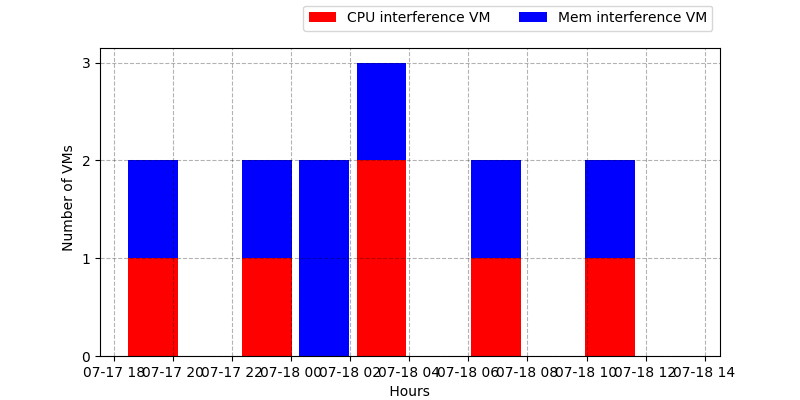 CPU interference VM Mem interference VM
3
2
1
0
Number of VMs
07-17 18 07-17 20 07-17 22 07-18 00 07-18 02 07-18 04 07-18 06 07-18 08 07-18 10 07-18 12 07-18 14
Hours